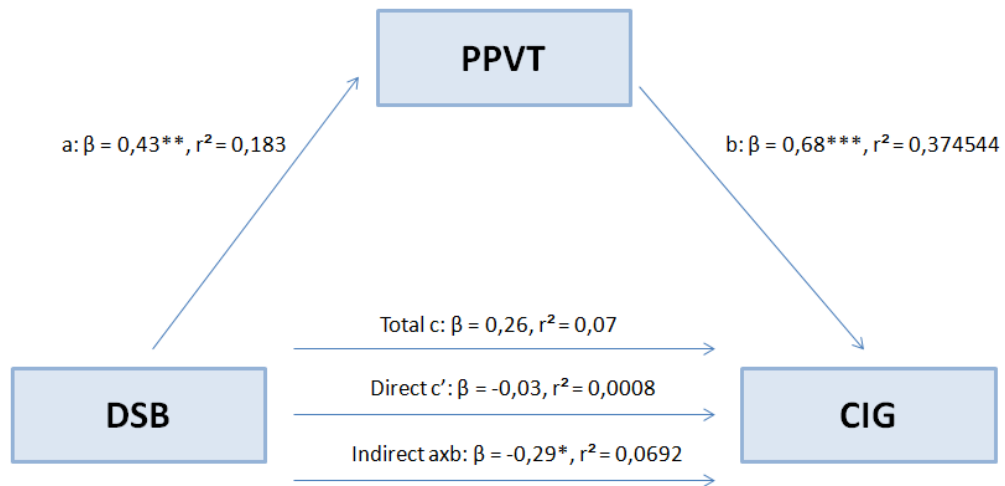 PPVT
a: β = 0,43**, r² = 0,183
b: β = 0,68***, r² = 0,374544
Total c: β = 0,26, r² = 0,07
DSB
Direct c’: β = -0,03, r² = 0,0008
CIG
Indirect axb: β = -0,29*, r² = 0,0692